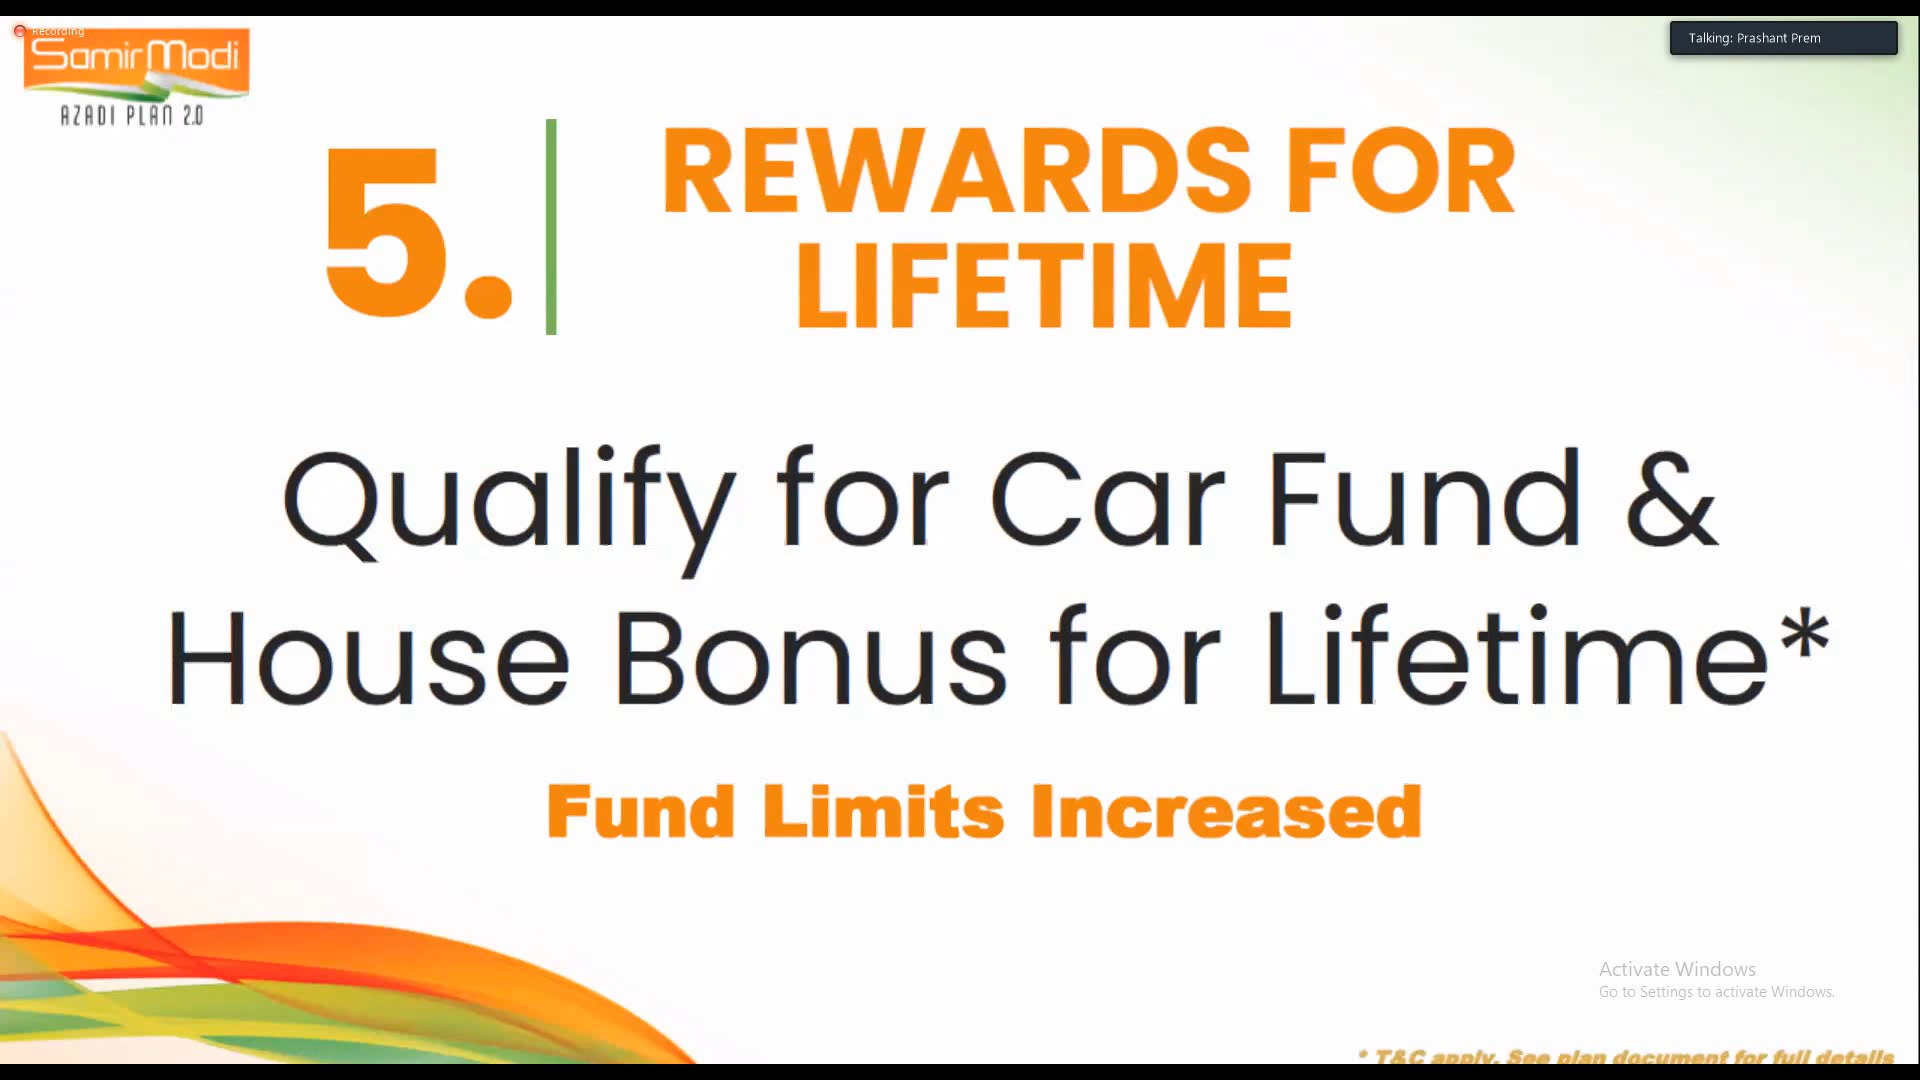 Recording
Talking: Prashant Prem
Samir Modi
AZADI PLAN 2.0
5.
REWARDS FOR
LIFETIME
Qualify for Car Fund &
House Bonus for Lifetime*
Fund Limits Increased
Activate Windows
Go to Settings to activate Windows.
* T&C apply. See plan document for full details